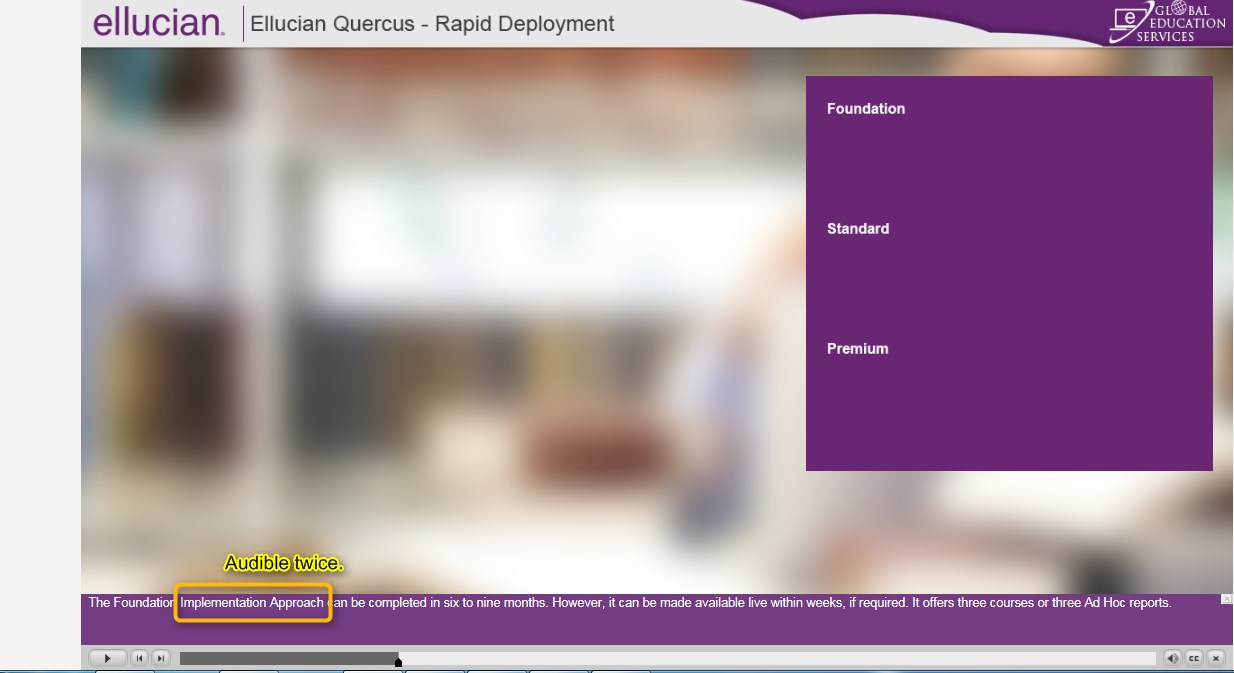 ellucian.
Ellucian Quercus - Rapid Deployment
GLOBAL
EDUCATION
SERVICES
Foundation
Standard
Premium
Audible twice.
The Foundation Implementation Approach can be completed in six to nine months. However, it can be made available live within weeks, if required. It offers three courses or three Ad Hoc reports.
CC